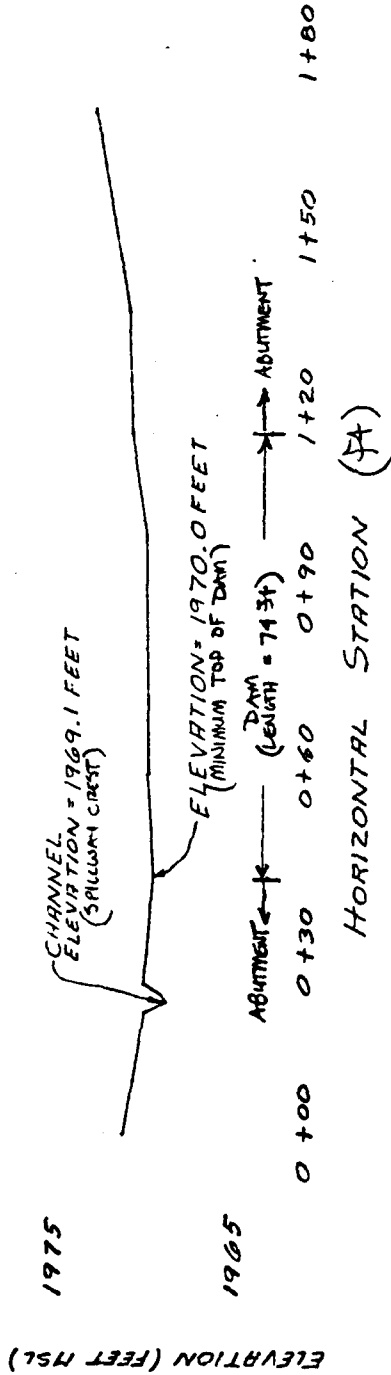 CHANNEL
ELEVATION = 1969.1 FEET
(SPILLWAY CREST)
ELEVATION = 1970.0 FEET
(MINIMUM TOP OF DAM)
1975
1965
ELEVATION (FEET MSL)
ABUTMENT
DAM
(LENGTH = 74 ft)
ABUTMENT
0+00 0+30 0+60 0+90 1+20 1+50 1+80
HORIZONTAL STATION (ft)